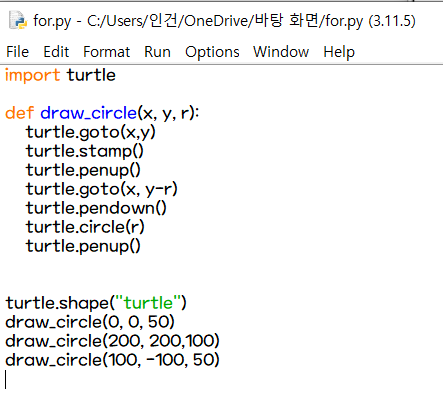 for.py - C:/Users/인건/OneDrive/바탕 화면/for.py (3.11.5)
File Edit Format Run Options Window Help
import turtle

def draw_circle(x, y, r):
    turtle.goto(x,y)
    turtle.stamp()
    turtle.penup()
    turtle.goto(x, y-r)
    turtle.pendown()
    turtle.circle(r)
    turtle.penup()


turtle.shape("turtle")
draw_circle(0, 0, 50)
draw_circle(200, 200,100)
draw_circle(100, -100, 50)